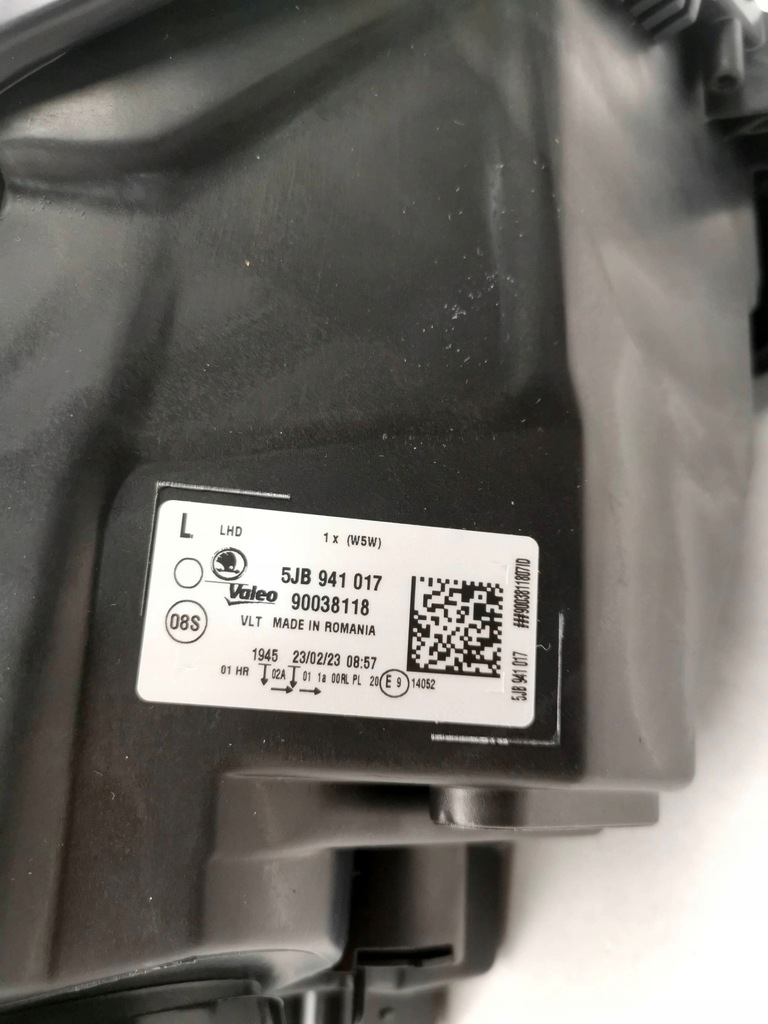 L LHD 1 x (W5W)
5JB 941 017
Valeo 90038118
08S VLT MADE IN ROMANIA
1945 23/02/23 08:57
01 HR 02A 01 1a 00RL PL 20 E 9 14052
5JB 941 017 ###90038118071D